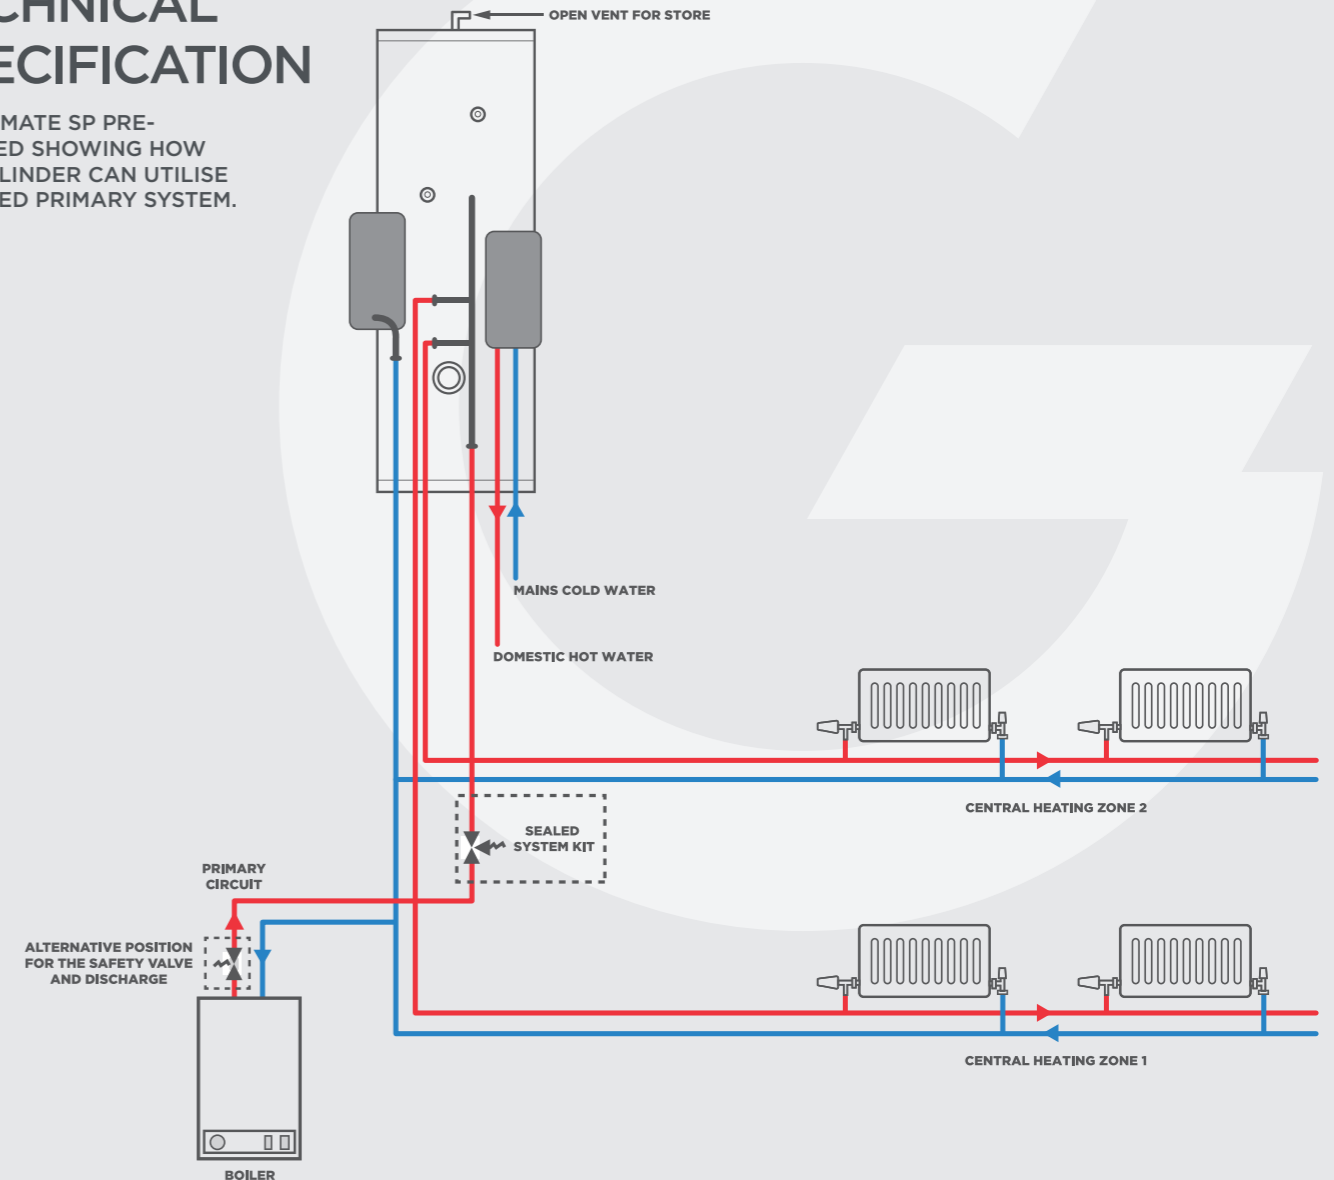 CHNICAL
ECIFICATION
MATE SP PRE-
ED SHOWING HOW
LINDER CAN UTILISE
ED PRIMARY SYSTEM.
OPEN VENT FOR STORE
MAINS COLD WATER
DOMESTIC HOT WATER
CENTRAL HEATING ZONE 2
SEALED
SYSTEM KIT
PRIMARY
CIRCUIT
ALTERNATIVE POSITION
FOR THE SAFETY VALVE
AND DISCHARGE
CENTRAL HEATING ZONE 1
BOILER